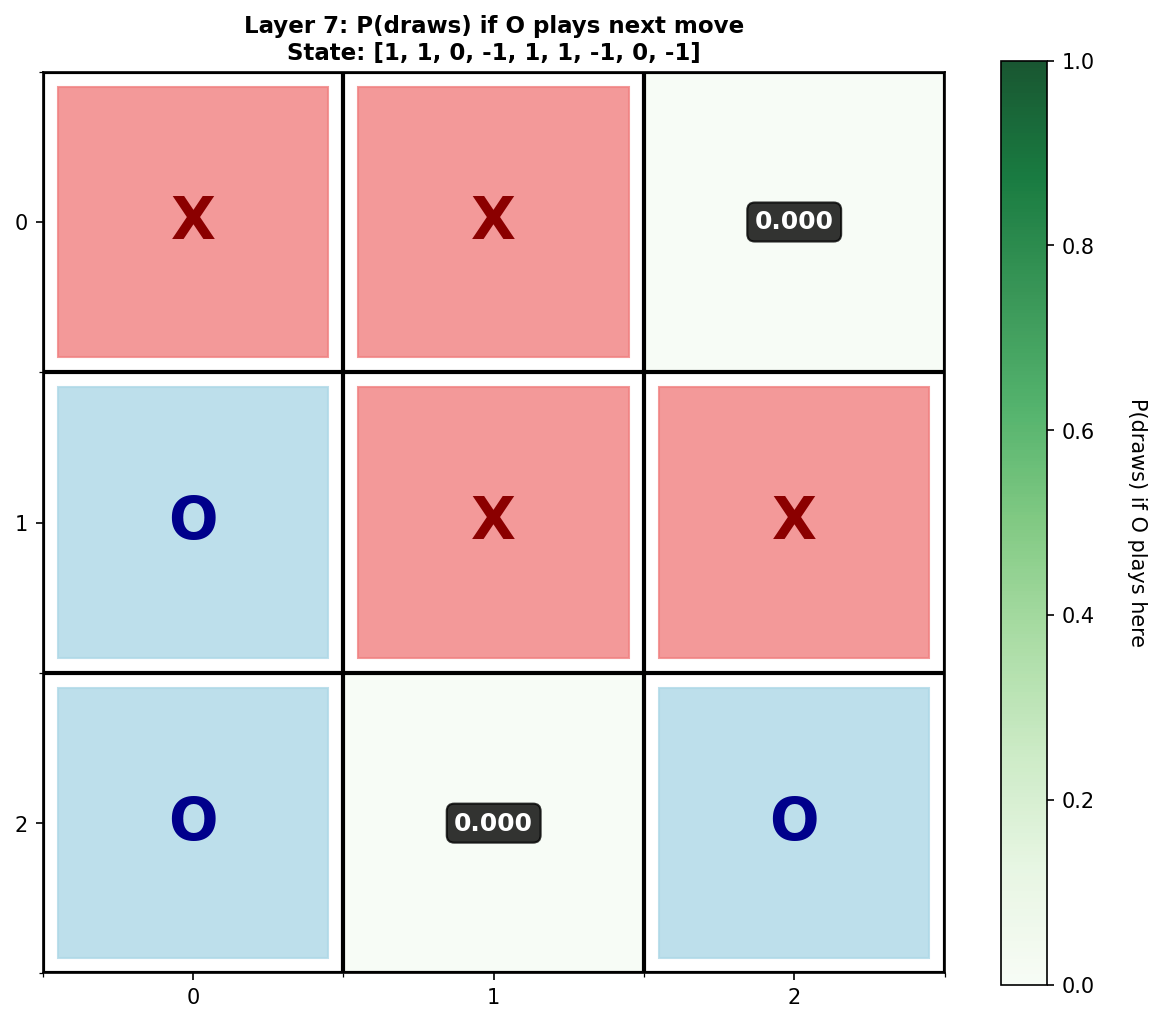 Layer 7: P(draws) if O plays next move
State: [1, 1, 0, -1, 1, 1, -1, 0, -1]
X
X
0.000
O
X
X
O
0.000
O
0
1
2
0
1
2
1.0
0.8
0.6
0.4
0.2
0.0
P(draws) if O plays here